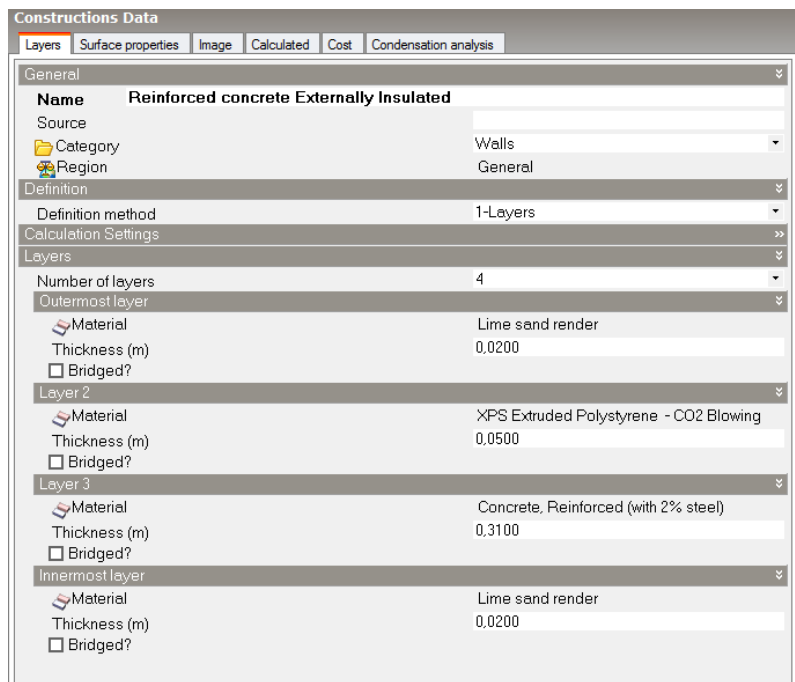 Constructions Data
Layers Surface properties Image Calculated Cost Condensation analysis
General
Name Reinforced concrete Externally Insulated
Source
Category Walls
Region General
Definition
Definition method 1-Layers
Calculation Settings
Layers
Number of layers 4
Outermost layer
Material Lime sand render
Thickness (m) 0,0200
Bridged?
Layer 2
Material XPS Extruded Polystyrene - CO2 Blowing
Thickness (m) 0,0500
Bridged?
Layer 3
Material Concrete, Reinforced (with 2% steel)
Thickness (m) 0,3100
Bridged?
Innermost layer
Material Lime sand render
Thickness (m) 0,0200
Bridged?